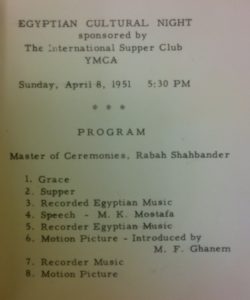 EGYPTIAN CULTURAL NIGHT
sponsored by
The International Supper Club
YMCA
Sunday, April 8, 1951 5:30 PM
* * *
PROGRAM
Master of Ceremonies, Rabah Shahbander
1. Grace
2. Supper
3. Recorded Egyptian Music
4. Speech - M. K. Mostafa
5. Recorder Egyptian Music
6. Motion Picture - Introduced by
M. F. Ghanem
7. Recorder Music
8. Motion Picture